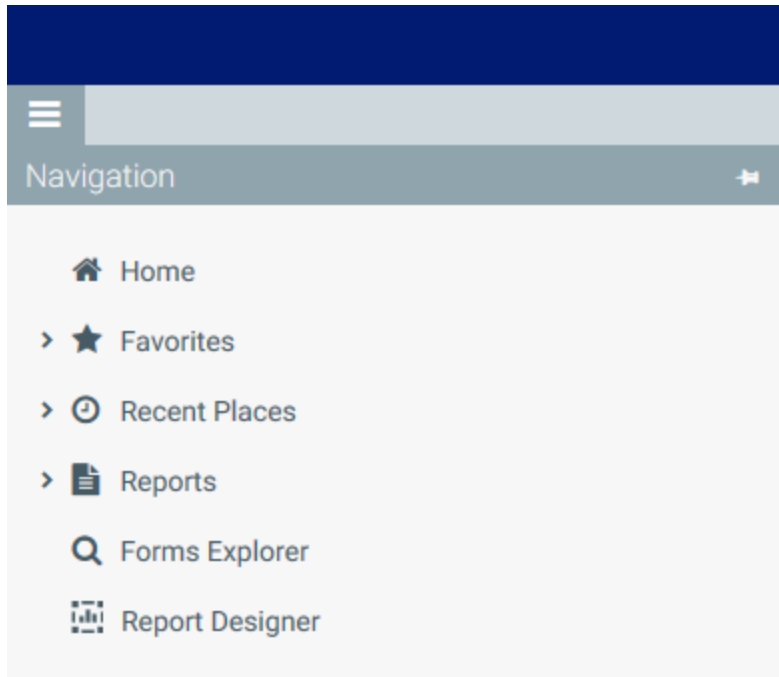 Navigation
Home
Favorites
Recent Places
Reports
Forms Explorer
Report Designer